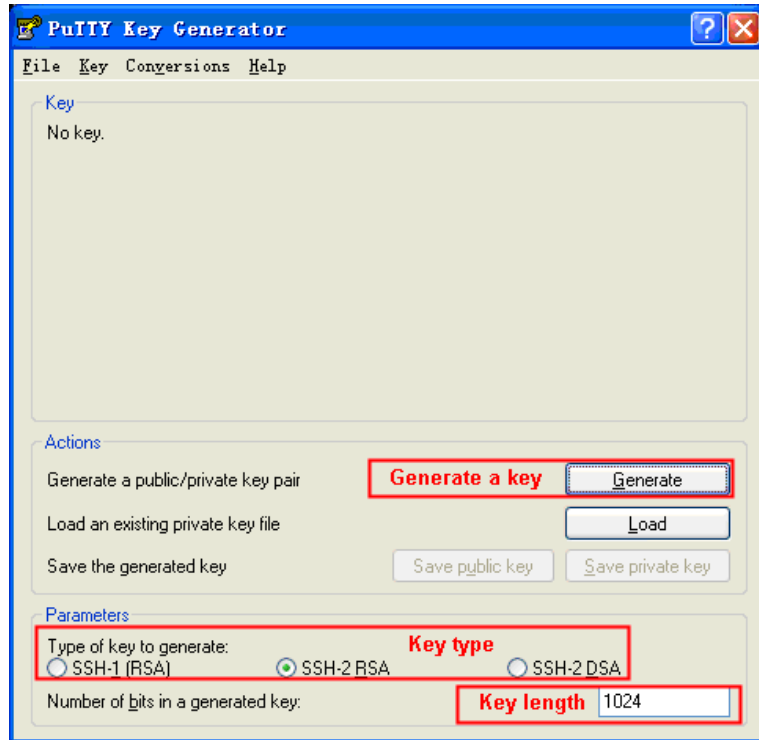 PuTTY Key Generator
File Key Conversions Help
Key
No key.
Actions
Generate a public/private key pair Generate a key Generate
Load an existing private key file Load
Save the generated key Save public key Save private key
Parameters
Type of key to generate: Key type
SSH-1 (RSA) SSH-2 RSA SSH-2 DSA
Number of bits in a generated key: Key length 1024